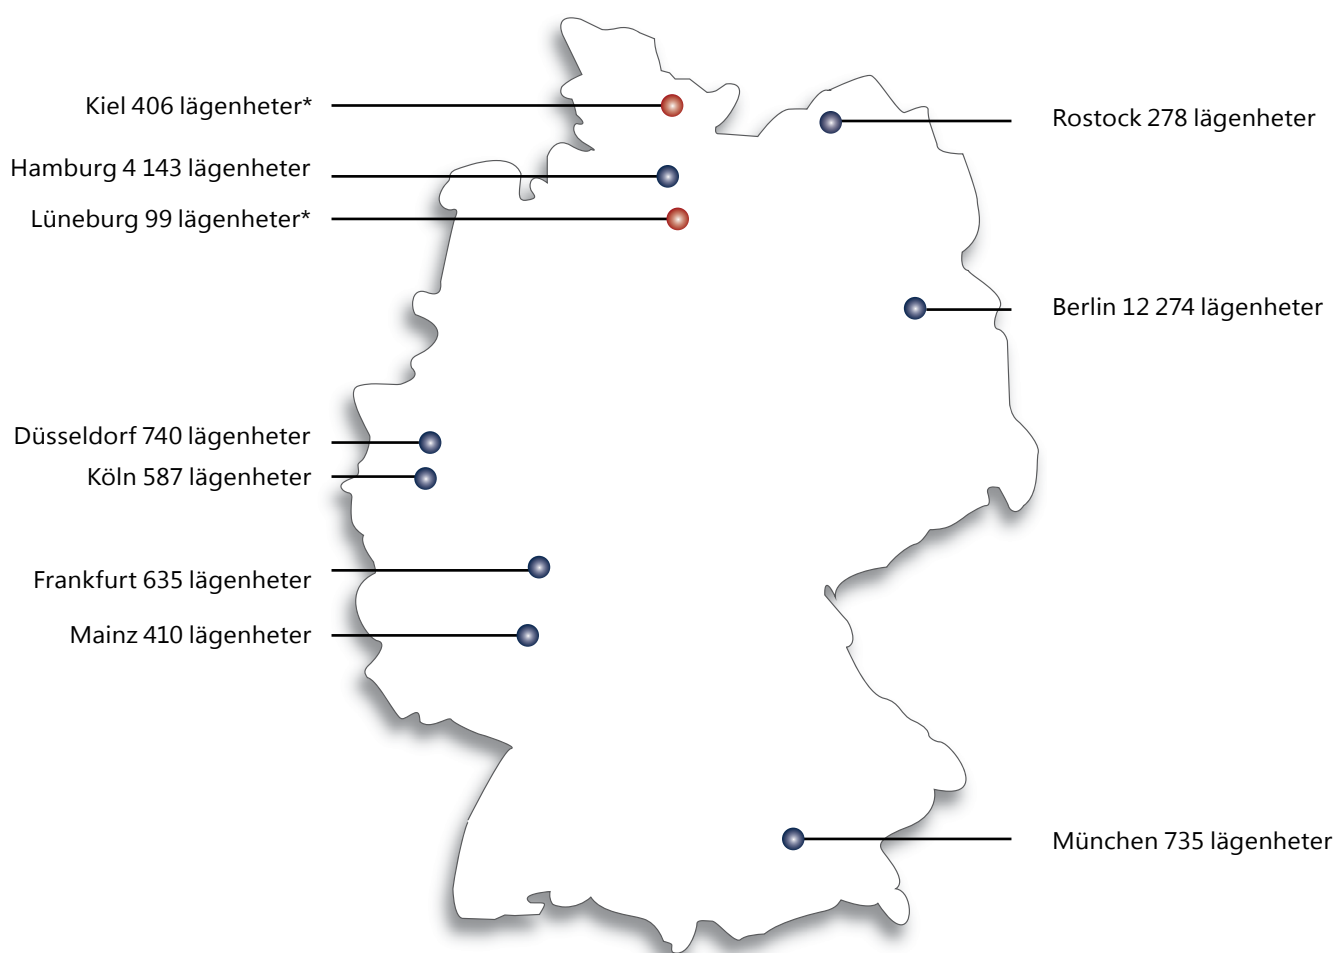 Kiel 406 lägenheter*
Hamburg 4 143 lägenheter
Lüneburg 99 lägenheter*
Düsseldorf 740 lägenheter
Köln 587 lägenheter
Frankfurt 635 lägenheter
Mainz 410 lägenheter
Rostock 278 lägenheter
Berlin 12 274 lägenheter
München 735 lägenheter